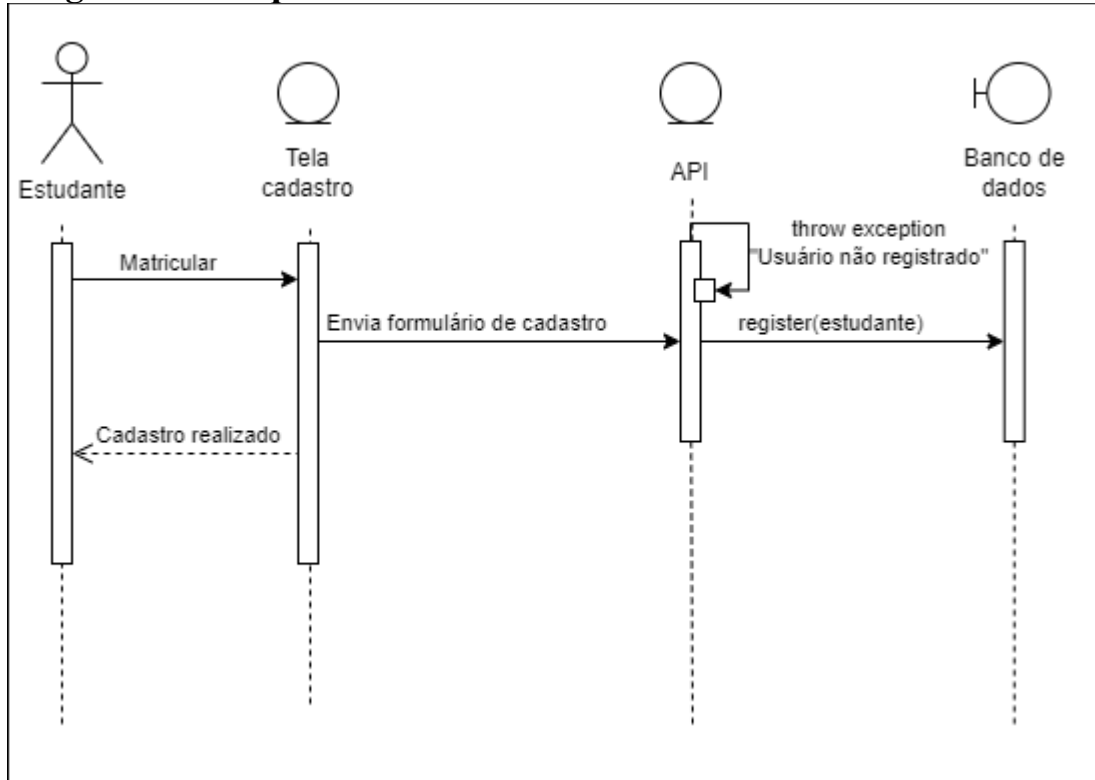 Estudante
Tela
cadastro
API
Banco de
dados
throw exception
"Usuário não registrado"
Matricular
Envia formulário de cadastro
register(estudante)
Cadastro realizado